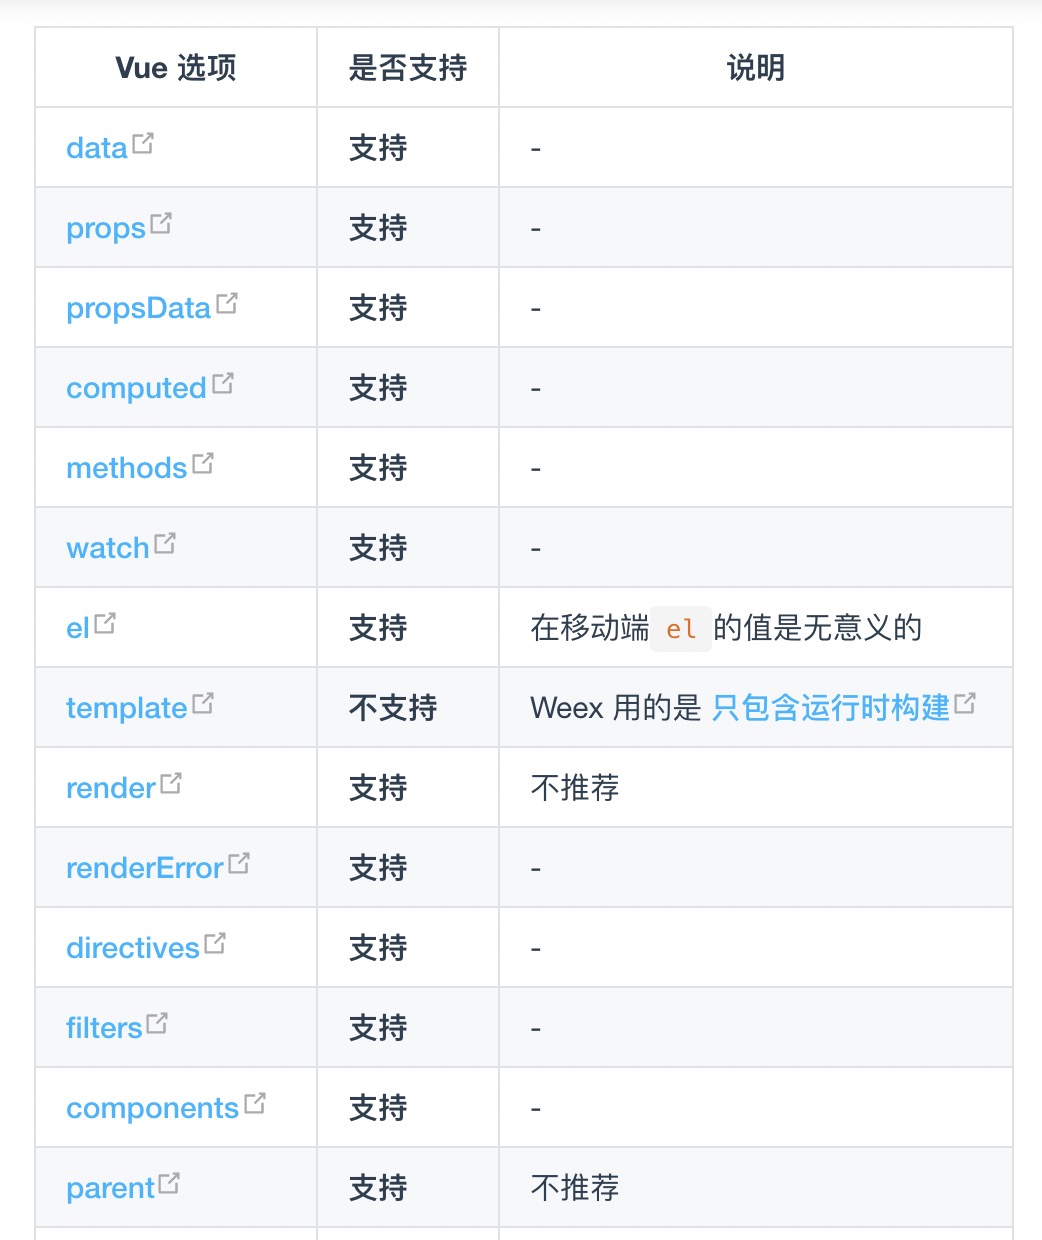 Vue 选项 是否支持 说明
data 支持 -
props 支持 -
propsData 支持 -
computed 支持 -
methods 支持 -
watch 支持 -
el 支持 在移动端 el 的值是无意义的
template 不支持 Weex 用的是 只包含运行时构建
render 支持 不推荐
renderError 支持 -
directives 支持 -
filters 支持 -
components 支持 -
parent 支持 不推荐